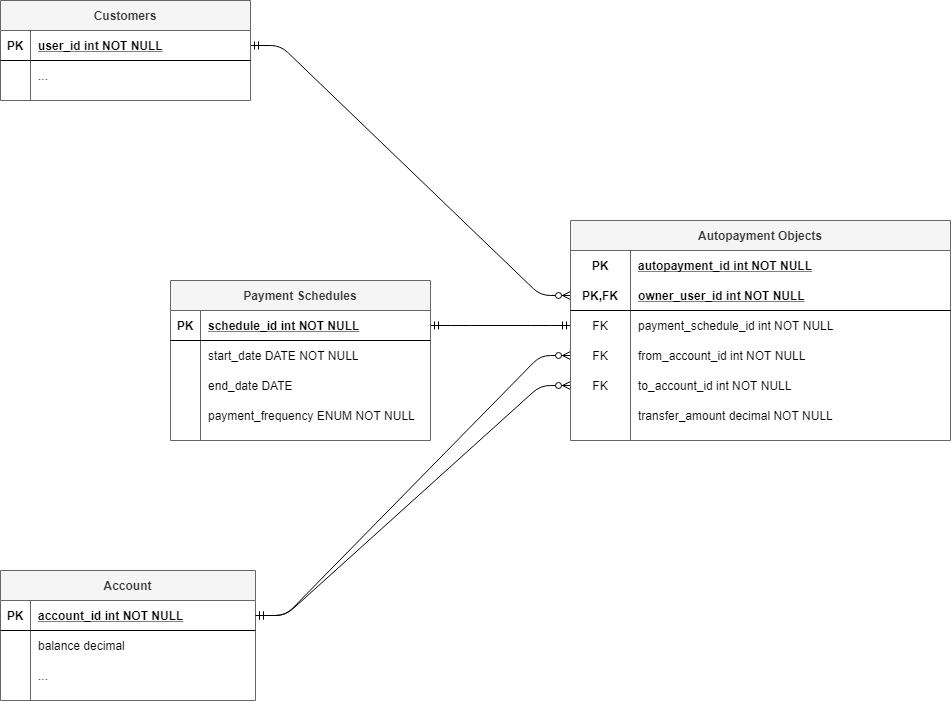 Customers
PK user_id int NOT NULL
...
Autopayment Objects
PK autopayment_id int NOT NULL
PK,FK owner_user_id int NOT NULL
FK payment_schedule_id int NOT NULL
FK from_account_id int NOT NULL
FK to_account_id int NOT NULL
transfer_amount decimal NOT NULL
Payment Schedules
PK schedule_id int NOT NULL
start_date DATE NOT NULL
end_date DATE
payment_frequency ENUM NOT NULL
Account
PK account_id int NOT NULL
balance decimal
...